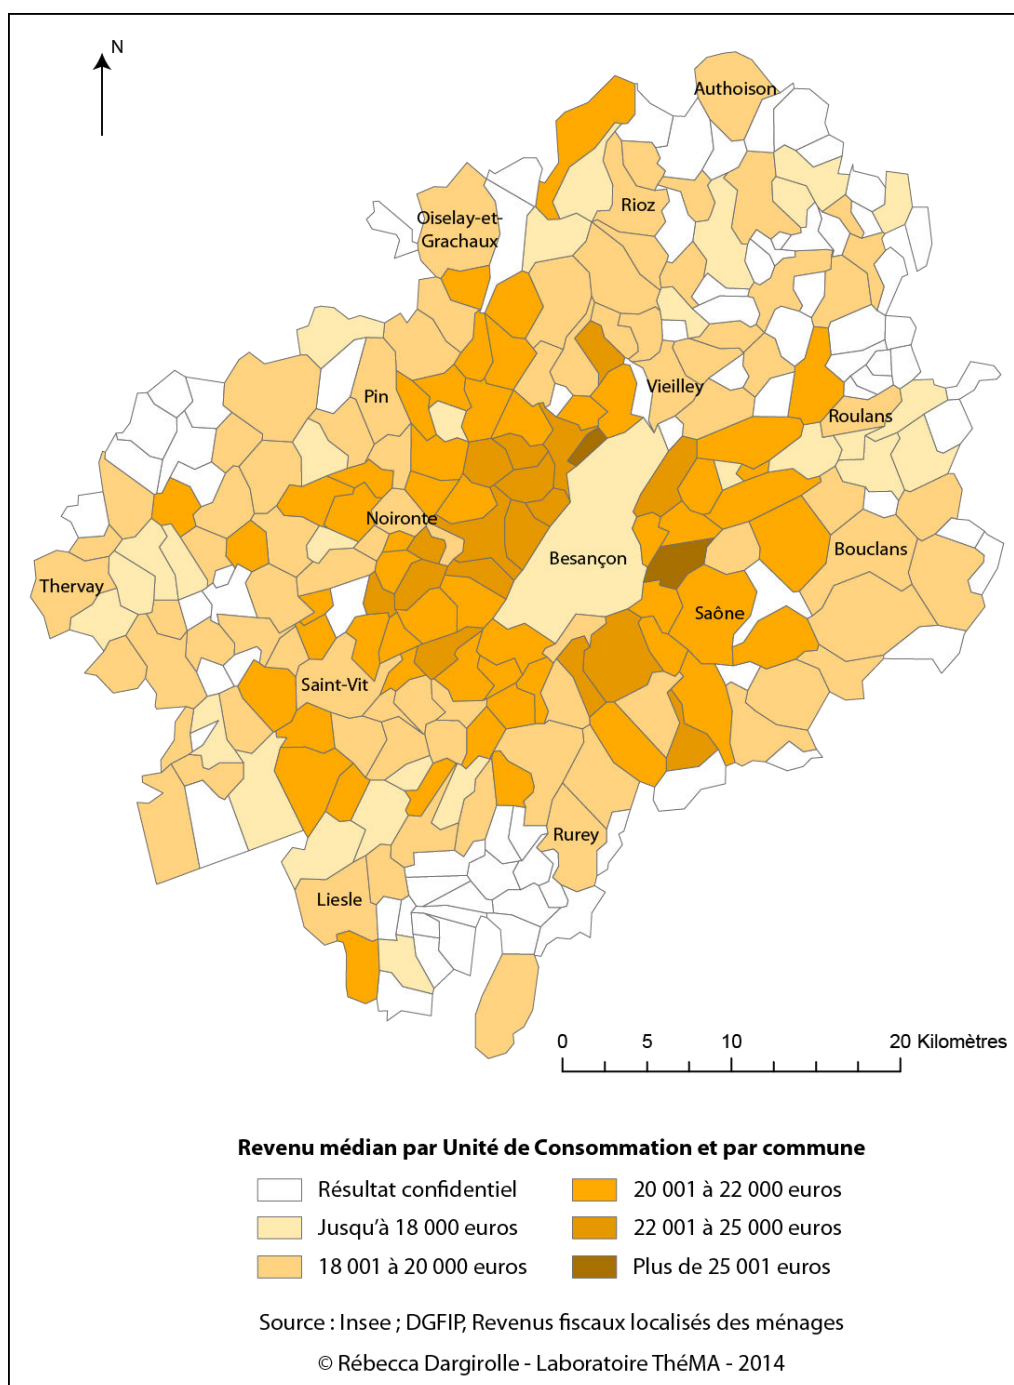 N
Authoison
Rioz
Oiselay-et-
Grachaux
Pin
Vieilley
Roulans
Noironte
Besançon
Bouclans
Thervay
Saône
Saint-Vit
Rurey
Liesle
0 5 10 20 Kilomètres
Revenu médian par Unité de Consommation et par commune
Résultat confidentiel
Jusqu'à 18 000 euros
18 001 à 20 000 euros
20 001 à 22 000 euros
22 001 à 25 000 euros
Plus de 25 001 euros
Source : Insee ; DGFIP, Revenus fiscaux localisés des ménages
© Rébecca Dargirolle - Laboratoire ThéMA - 2014